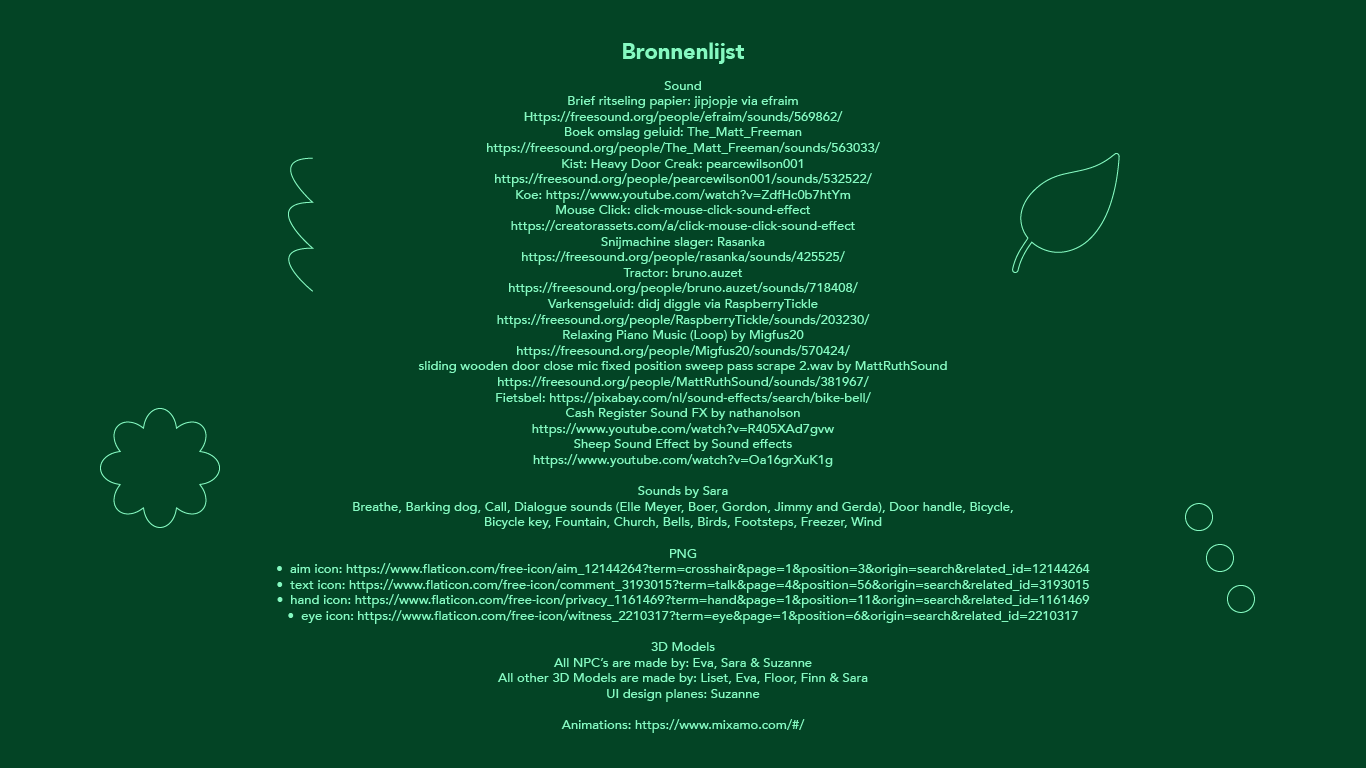 Bronnenlijst
Sound
Brief ritseling papier: jipjopje via efraim
Https://freesound.org/people/efraim/sounds/569862/
Boek omslag geluid: The_Matt_Freeman
https://freesound.org/people/The_Matt_Freeman/sounds/563033/
Kist: Heavy Door Creak: pearcewilson001
https://freesound.org/people/pearcewilson001/sounds/532522/
Koe: https://www.youtube.com/watch?v=ZdfHc0b7htYm
Mouse Click: click-mouse-click-sound-effect
https://creatorassets.com/a/click-mouse-click-sound-effect
Snijmachine slager: Rasanka
https://freesound.org/people/rasanka/sounds/425525/
Tractor: bruno.auzet
https://freesound.org/people/bruno.auzet/sounds/718408/
Varkensgeluid: didj diggle via RaspberryTickle
https://freesound.org/people/RaspberryTickle/sounds/203230/
Relaxing Piano Music (Loop) by Migfus20
https://freesound.org/people/Migfus20/sounds/570424/
sliding wooden door close mic fixed position sweep pass scrape 2.wav by MattRuthSound
https://freesound.org/people/MattRuthSound/sounds/381967/
Fietsbel: https://pixabay.com/nl/sound-effects/search/bike-bell/
Cash Register Sound FX by nathanolson
https://www.youtube.com/watch?v=R405XAd7gvw
Sheep Sound Effect by Sound effects
https://www.youtube.com/watch?v=Oa16grXuK1g
Sounds by Sara
Breathe, Barking dog, Call, Dialogue sounds (Elle Meyer, Boer, Gordon, Jimmy and Gerda), Door handle, Bicycle,
Bicycle key, Fountain, Church, Bells, Birds, Footsteps, Freezer, Wind
PNG
• aim icon: https://www.flaticon.com/free-icon/aim_12144264?term=crosshair&page=1&position=3&origin=search&related_id=12144264
• text icon: https://www.flaticon.com/free-icon/comment_3193015?term=talk&page=4&position=56&origin=search&related_id=3193015
• hand icon: https://www.flaticon.com/free-icon/privacy_1161469?term=hand&page=1&position=11&origin=search&related_id=1161469
• eye icon: https://www.flaticon.com/free-icon/witness_2210317?term=eye&page=1&position=6&origin=search&related_id=2210317
3D Models
All NPC’s are made by: Eva, Sara & Suzanne
All other 3D Models are made by: Liset, Eva, Floor, Finn & Sara
UI design planes: Suzanne
Animations: https://www.mixamo.com/#/